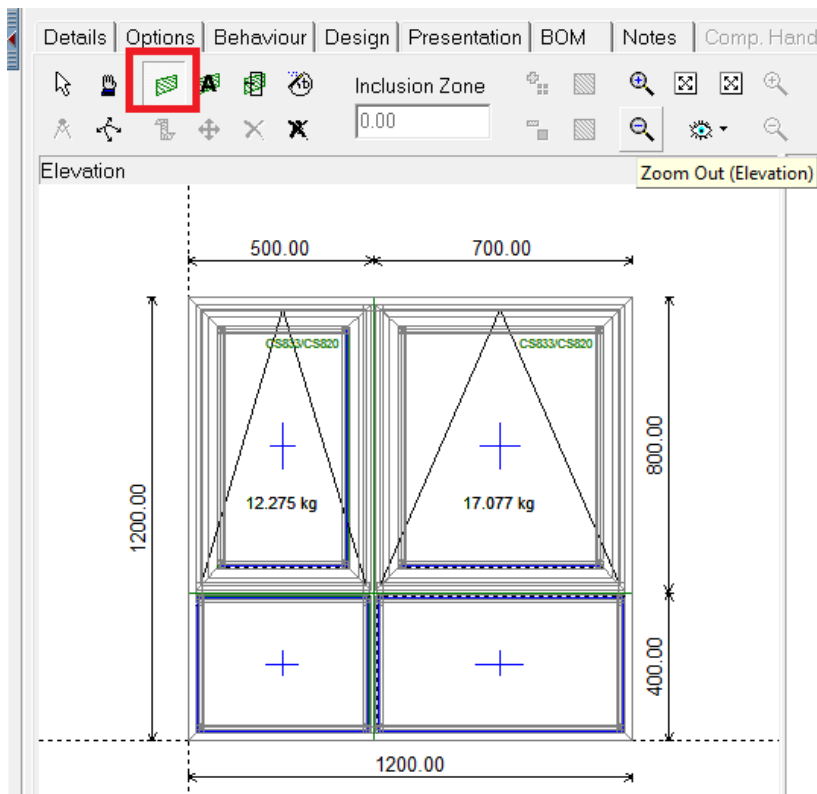 Details Options Behaviour Design Presentation BOM Notes Comp. Hand
A
Inclusion Zone
0.00
Elevation
Zoom Out (Elevation)
500.00 700.00
CS833/CS820 CS833/CS820
800.00
12.275 kg 17.077 kg
1200.00
400.00
1200.00